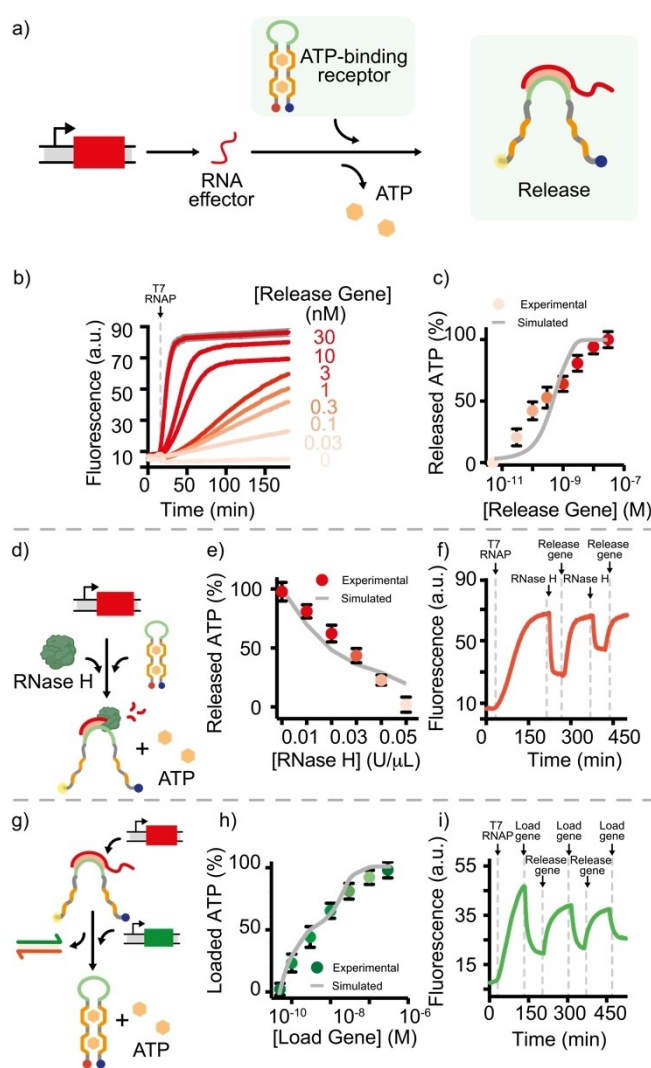 a)
ATP-binding
receptor
RNA
effector
ATP
Release
b)
T7
RNAP
[Release Gene]
(nM)
Fluorescence (a.u.)
90
70
50
30
10
0 50 100 150
Time (min)
30
10
3
1
0.3
0.1
0.03
0
c)
Experimental
Simulated
Released ATP (%)
100
50
0
10⁻¹¹ 10⁻⁹ 10⁻⁷
[Release Gene] (M)
d)
RNase H
ATP
e)
Experimental
Simulated
Released ATP (%)
100
50
0
0.01 0.03 0.05
[RNase H] (U/μL)
f)
T7
RNAP
Release
gene
Release
gene
RNase H
RNase H
Fluorescence (a.u.)
90
70
50
30
10
0 150 300 450
Time (min)
g)
ATP
h)
Experimental
Simulated
Loaded ATP (%)
100
50
0
10⁻¹⁰ 10⁻⁸ 10⁻⁶
[Load Gene] (M)
i)
T7
RNAP
Load
gene
Load
gene
Load
gene
Release
gene
Release
gene
Fluorescence (a.u.)
55
35
15
0 150 300 450
Time (min)